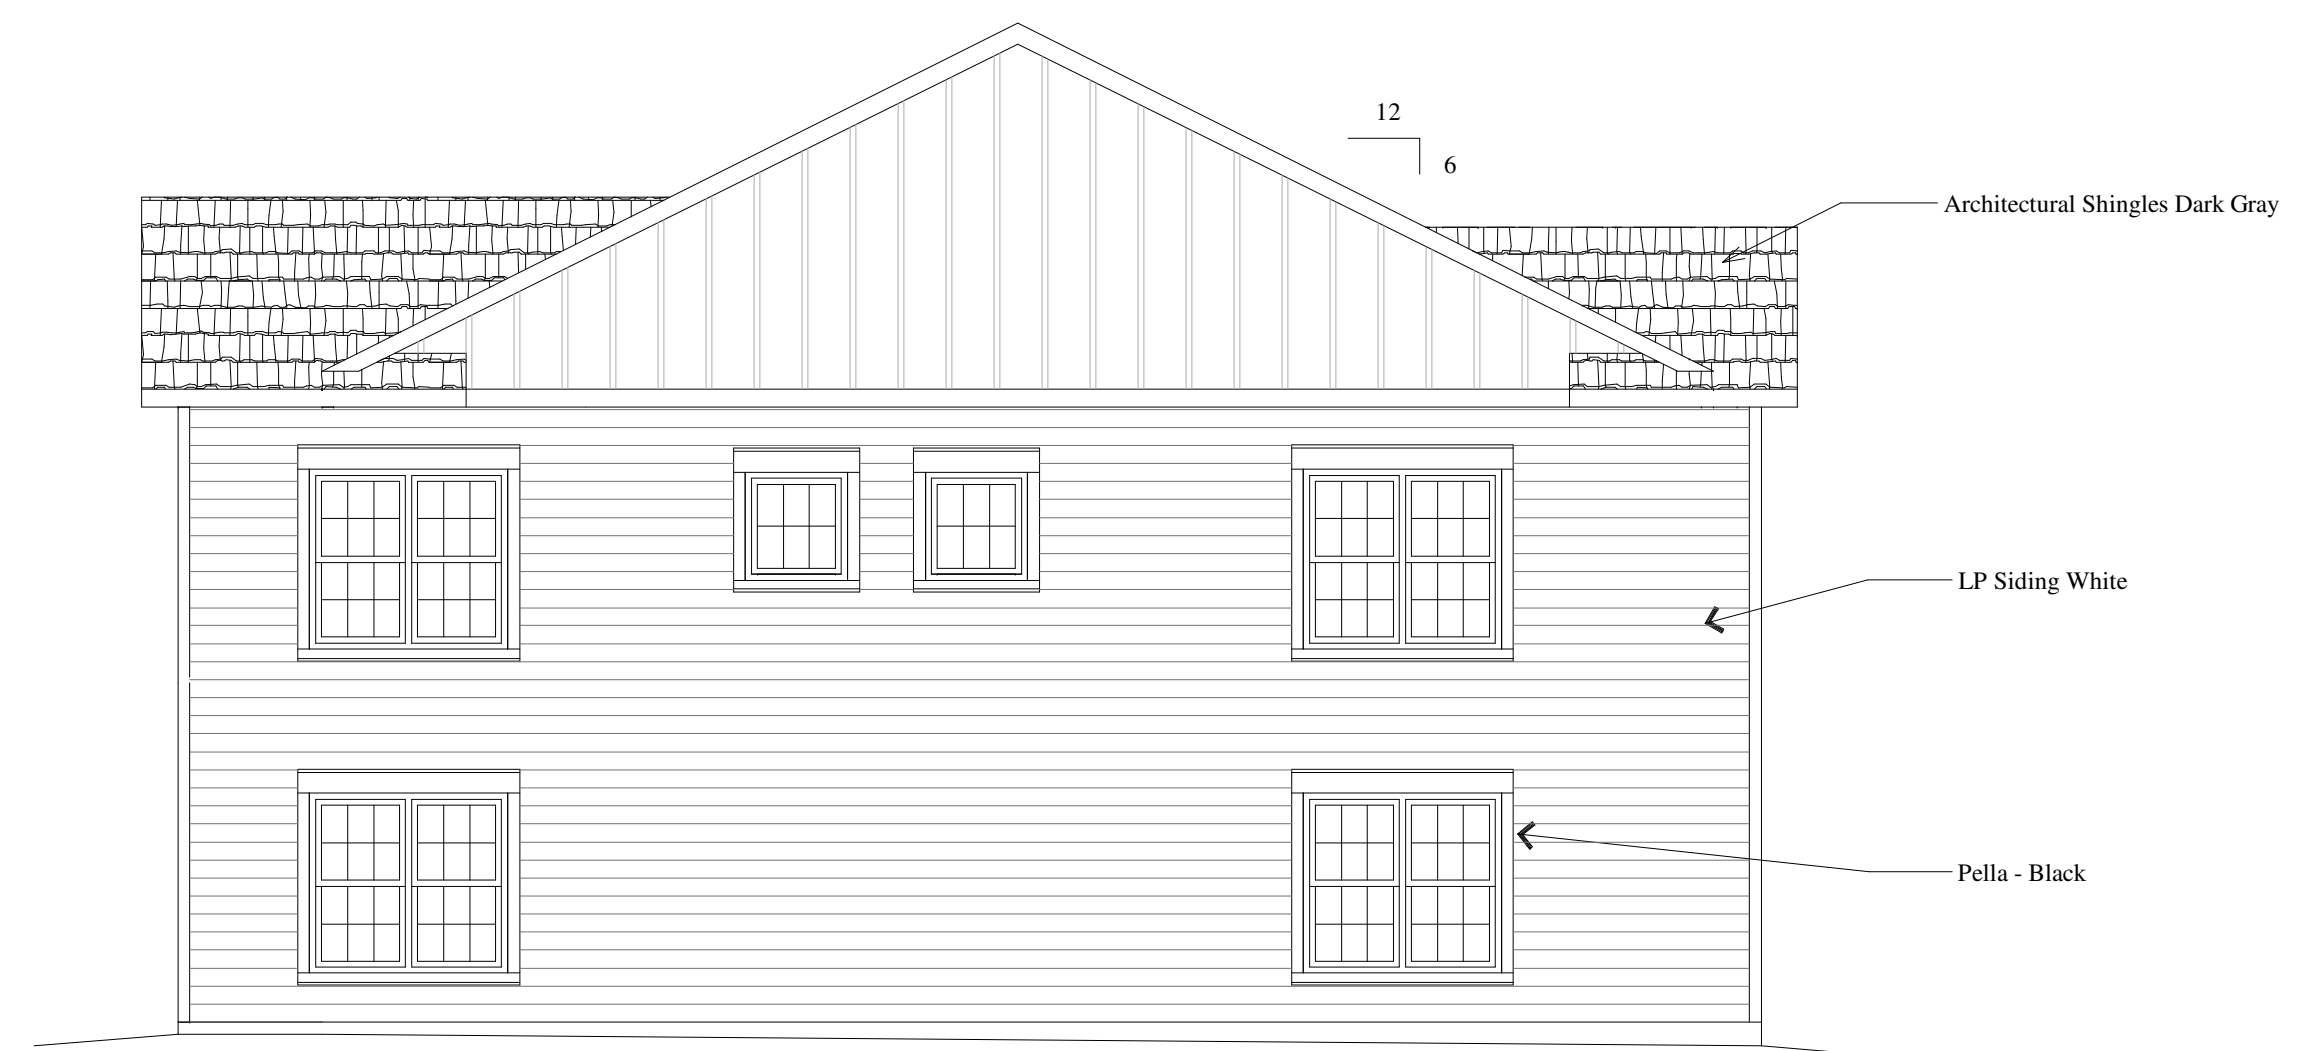 12
6
Architectural Shingles Dark Gray
LP Siding White
Pella - Black